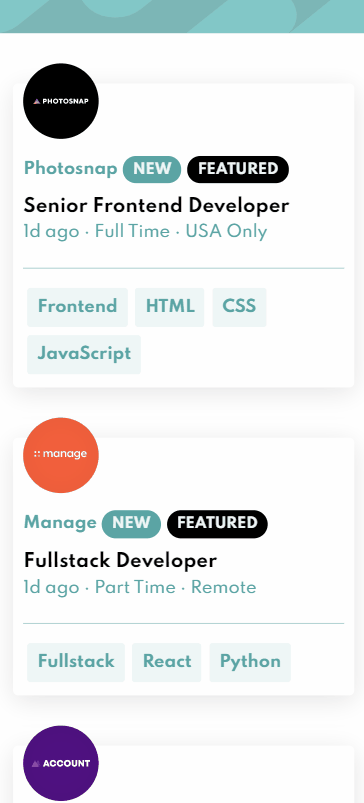 PHOTOSNAP
Photosnap NEW FEATURED
Senior Frontend Developer
1d ago · Full Time · USA Only
Frontend HTML CSS
JavaScript
manage
Manage NEW FEATURED
Fullstack Developer
1d ago · Part Time · Remote
Fullstack React Python
ACCOUNT